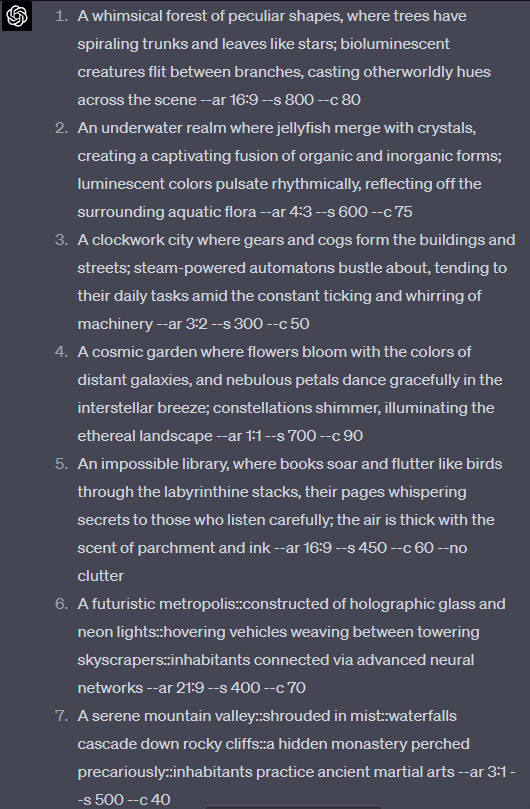 1. A whimsical forest of peculiar shapes, where trees have
spiraling trunks and leaves like stars; bioluminescent
creatures flit between branches, casting otherworldly hues
across the scene --ar 16:9 --s 800 --c 80
2. An underwater realm where jellyfish merge with crystals,
creating a captivating fusion of organic and inorganic forms;
luminescent colors pulsate rhythmically, reflecting off the
surrounding aquatic flora --ar 4:3 --s 600 --c 75
3. A clockwork city where gears and cogs form the buildings and
streets; steam-powered automatons bustle about, tending to
their daily tasks amid the constant ticking and whirring of
machinery --ar 3:2 --s 300 --c 50
4. A cosmic garden where flowers bloom with the colors of
distant galaxies, and nebulous petals dance gracefully in the
interstellar breeze; constellations shimmer, illuminating the
ethereal landscape --ar 1:1 --s 700 --c 90
5. An impossible library, where books soar and flutter like birds
through the labyrinthine stacks, their pages whispering
secrets to those who listen carefully; the air is thick with the
scent of parchment and ink --ar 16:9 --s 450 --c 60 --no
clutter
6. A futuristic metropolis::constructed of holographic glass and
neon lights::hovering vehicles weaving between towering
skyscrapers::inhabitants connected via advanced neural
networks --ar 21:9 --s 400 --c 70
7. A serene mountain valley::shrouded in mist::waterfalls
cascade down rocky cliffs::a hidden monastery perched
precariously::inhabitants practice ancient martial arts --ar 3:1 -
-s 500 --c 40